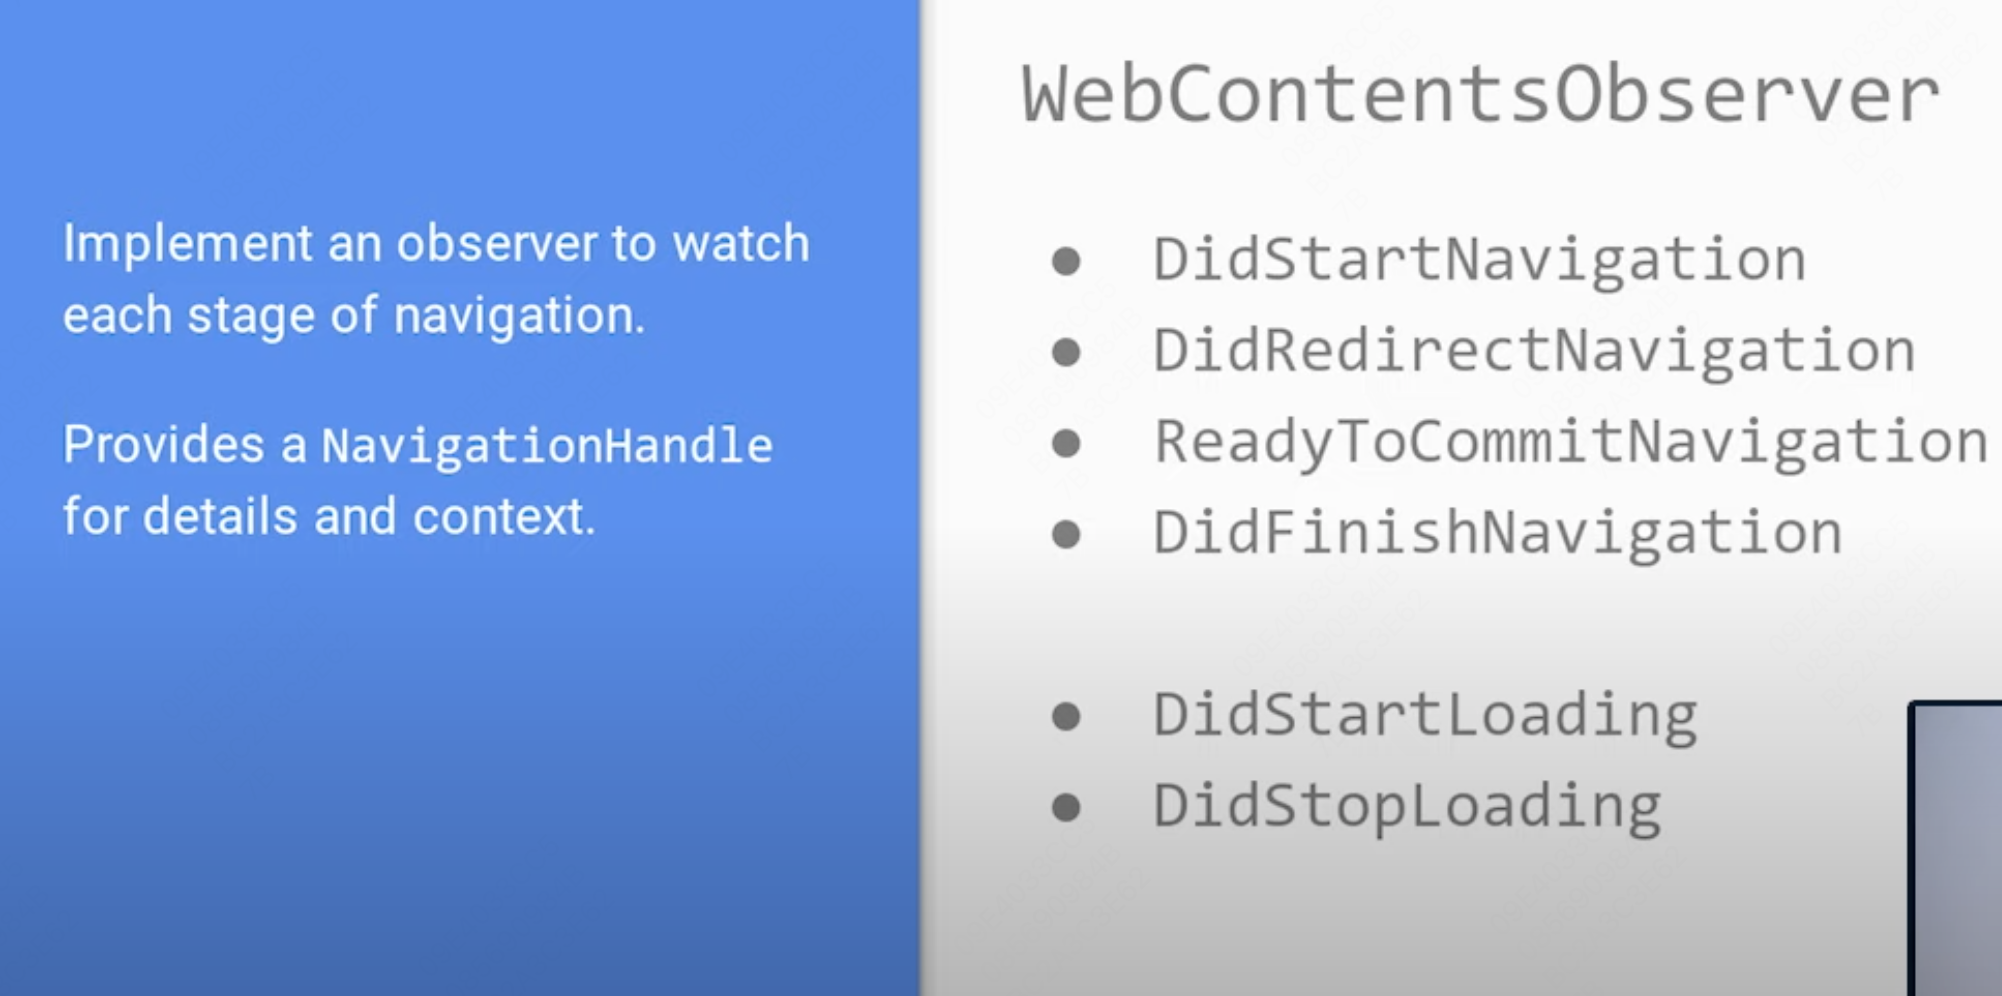 Implement an observer to watch
each stage of navigation.
Provides a NavigationHandle
for details and context.
WebContentsObserver
DidStartNavigation
DidRedirectNavigation
ReadyToCommitNavigation
DidFinishNavigation
DidStartLoading
DidStopLoading